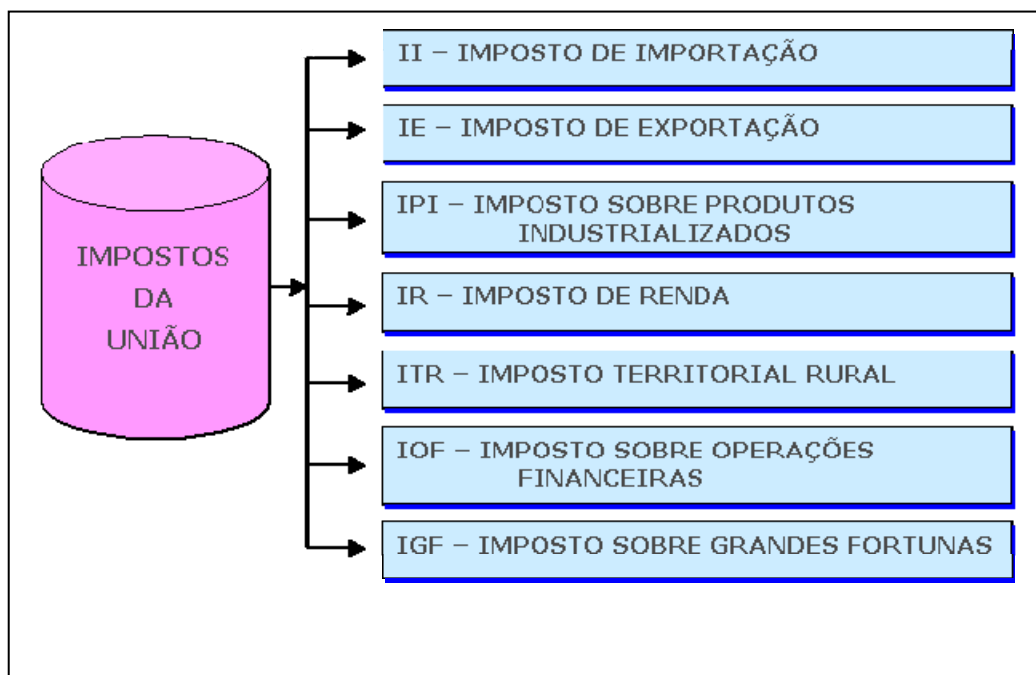 IMPOSTOS
DA
UNIÃO
II – IMPOSTO DE IMPORTAÇÃO
IE – IMPOSTO DE EXPORTAÇÃO
IPI – IMPOSTO SOBRE PRODUTOS
INDUSTRIALIZADOS
IR – IMPOSTO DE RENDA
ITR – IMPOSTO TERRITORIAL RURAL
IOF – IMPOSTO SOBRE OPERAÇÕES
FINANCEIRAS
IGF – IMPOSTO SOBRE GRANDES FORTUNAS